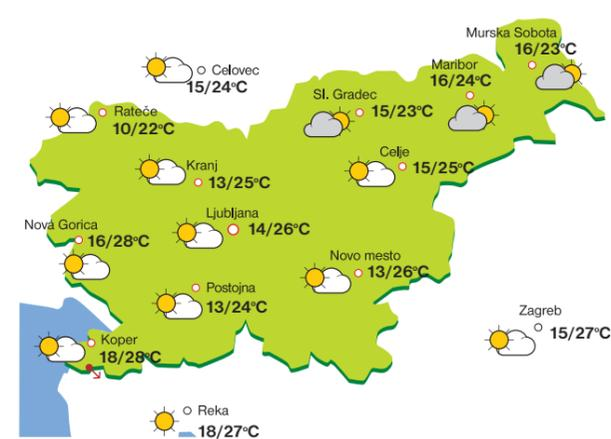 Murska Sobota
16/23°C
Maribor
16/24°C
Celovec
15/24°C
Sl. Gradec
15/23°C
Rateče
10/22°C
Celje
15/25°C
Kranj
13/25°C
Ljubljana
14/26°C
Nova Gorica
16/28°C
Novo mesto
13/26°C
Postojna
13/24°C
Zagreb
15/27°C
Koper
18/28°C
Reka
18/27°C